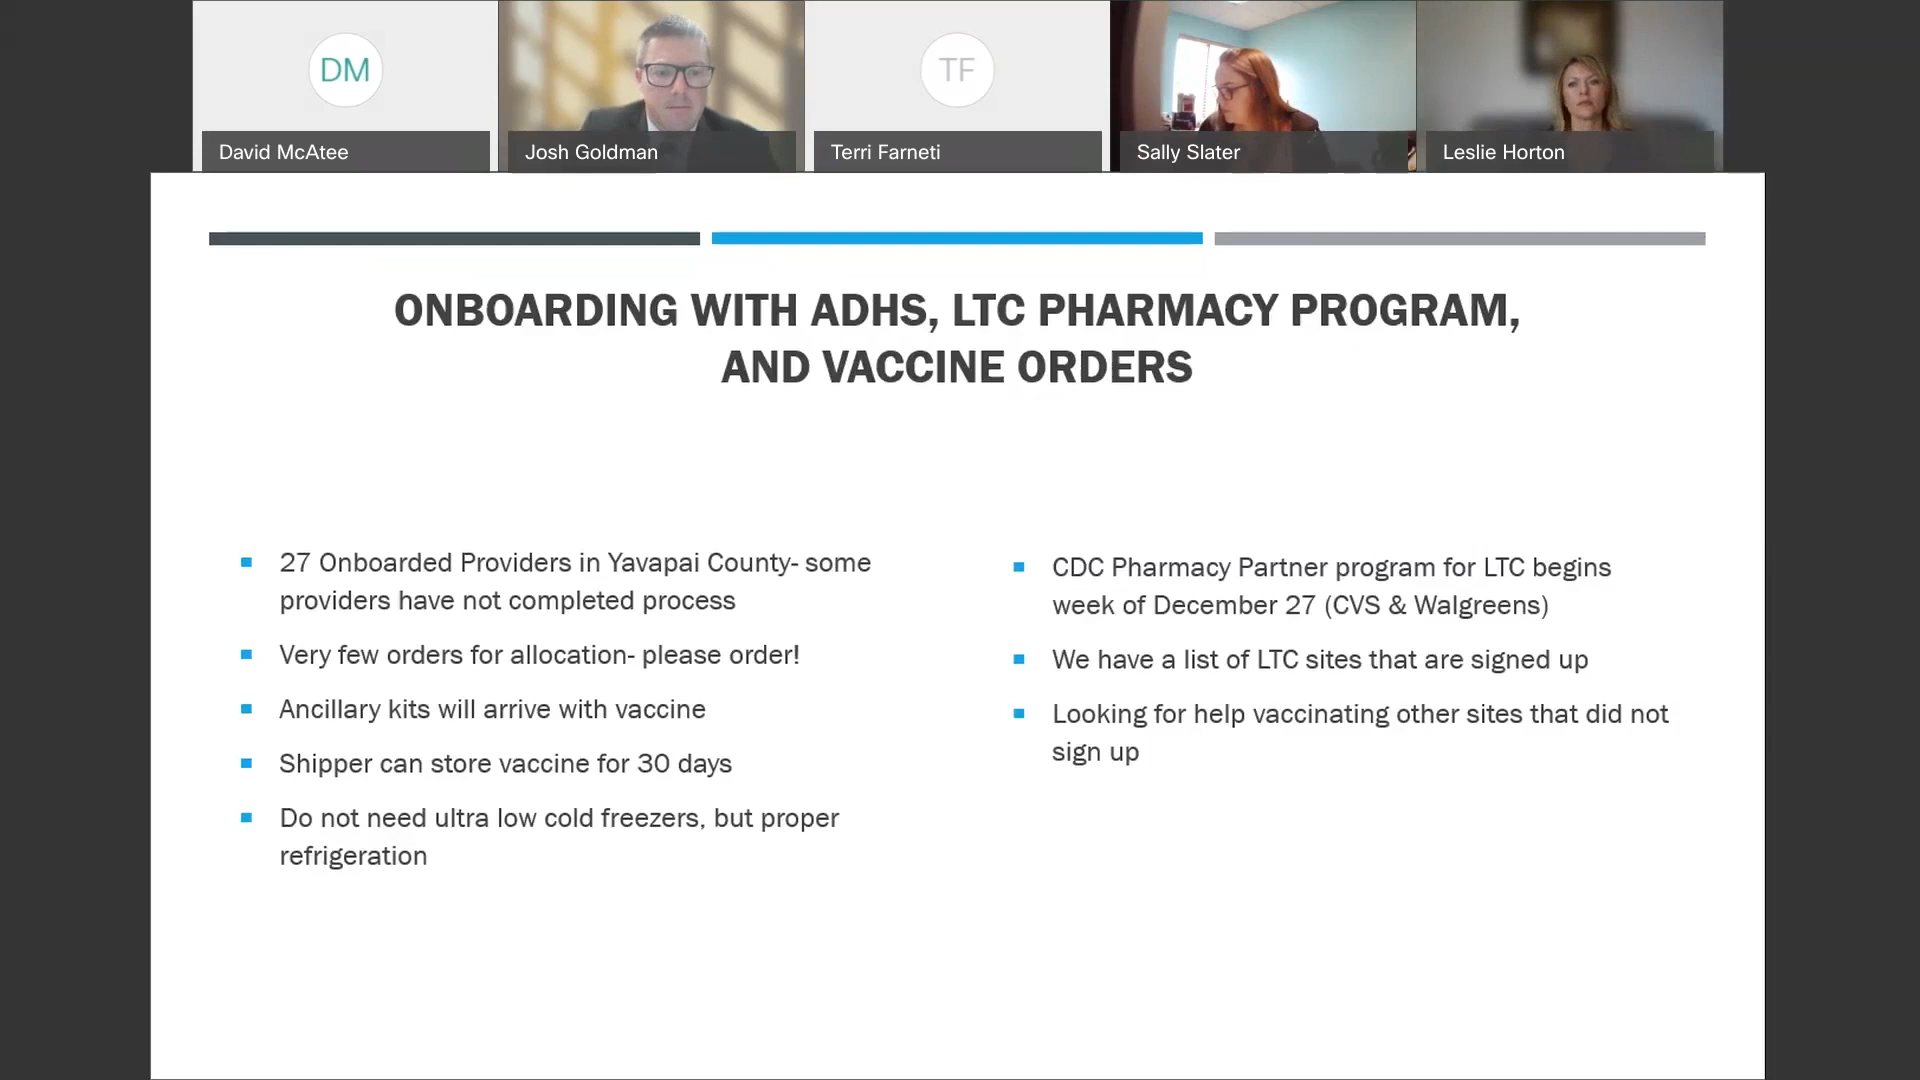 DM
TF
David McAtee
Josh Goldman
Terri Farneti
Sally Slater
Leslie Horton
ONBOARDING WITH ADHS, LTC PHARMACY PROGRAM,
AND VACCINE ORDERS
27 Onboarded Providers in Yavapai County- some
providers have not completed process
Very few orders for allocation- please order!
Ancillary kits will arrive with vaccine
Shipper can store vaccine for 30 days
Do not need ultra low cold freezers, but proper
refrigeration
CDC Pharmacy Partner program for LTC begins
week of December 27 (CVS & Walgreens)
We have a list of LTC sites that are signed up
Looking for help vaccinating other sites that did not
sign up